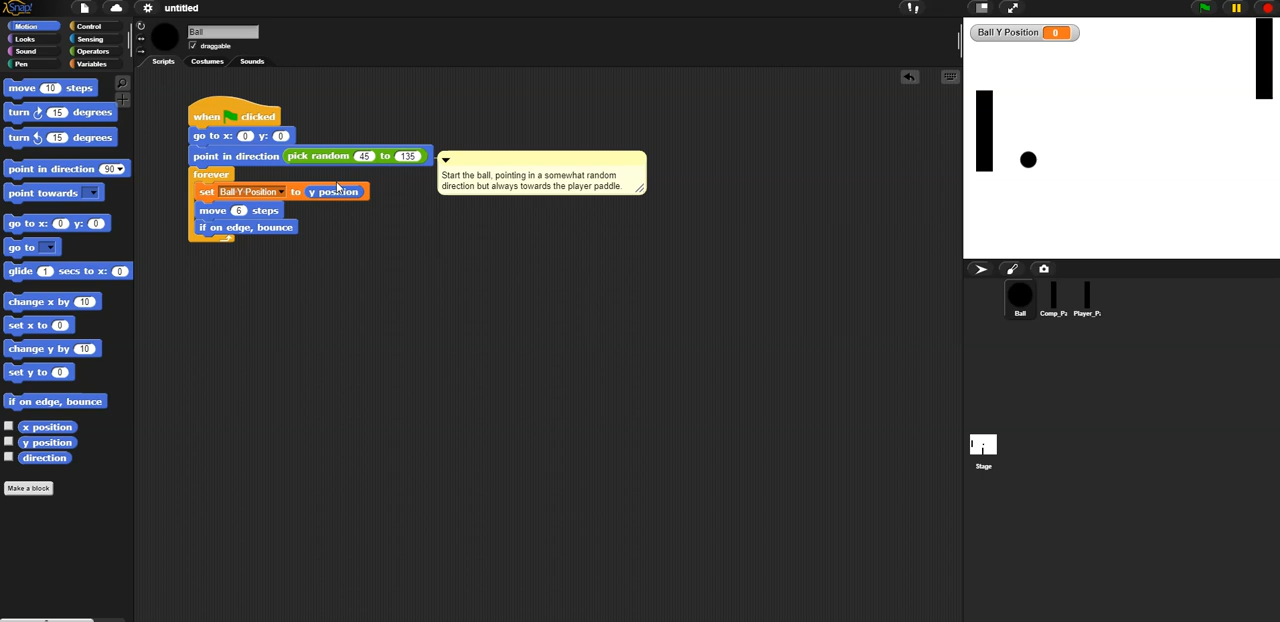 Snap!
untitled
Motion Control
Looks Sensing
Sound Operators
Pen Variables
move 10 steps
turn 15 degrees
turn 15 degrees
point in direction 90
point towards
go to x: 0 y: 0
go to
glide 1 secs to x: 0
change x by 10
set x to 0
change y by 10
set y to 0
if on edge, bounce
x position
y position
direction
Make a block
Ball
draggable
Scripts Costumes Sounds
when clicked
go to x: 0 y: 0
point in direction pick random 45 to 135
forever
set Ball Y Position to y position
move 6 steps
if on edge, bounce
Start the ball, pointing in a somewhat random
direction but always towards the player paddle.
Ball Y Position 0
Ball Comp_Pa Player_Pa
Stage